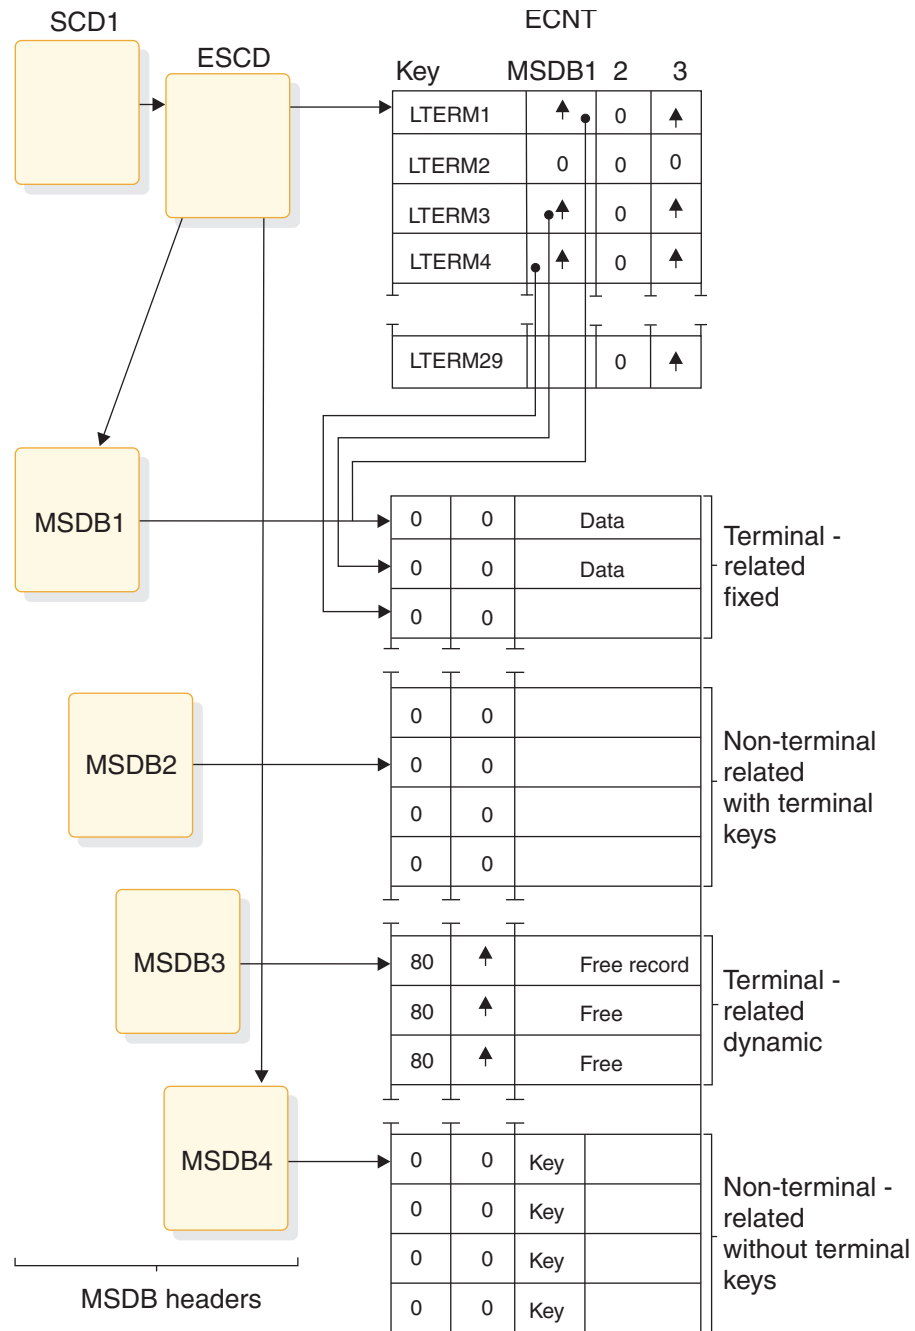 SCD1
ESCD
ECNT
Key MSDB1 2 3
LTERM1 0
LTERM2 0 0 0
LTERM3 0
LTERM4 0
LTERM29 0
MSDB1
0 0 Data
0 0 Data
0 0
Terminal -
related
fixed
MSDB2
0 0
0 0
0 0
0 0
Non-terminal
related
with terminal
keys
MSDB3
80 Free record
80 Free
80 Free
Terminal -
related
dynamic
MSDB4
0 0 Key
0 0 Key
0 0 Key
0 0 Key
Non-terminal -
related
without terminal
keys
MSDB headers